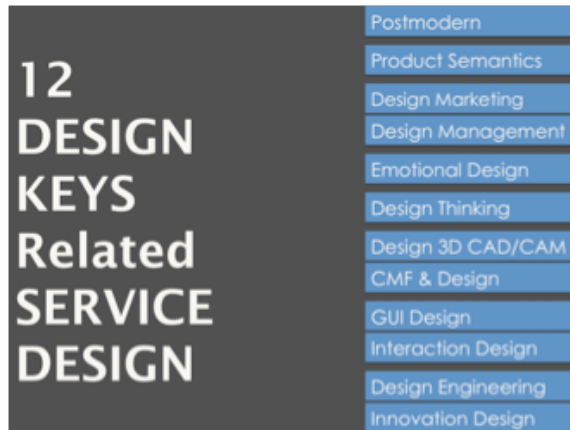 12
DESIGN
KEYS
Related
SERVICE
DESIGN
Postmodern
Product Semantics
Design Marketing
Design Management
Emotional Design
Design Thinking
Design 3D CAD/CAM
CMF & Design
GUI Design
Interaction Design
Design Engineering
Innovation Design